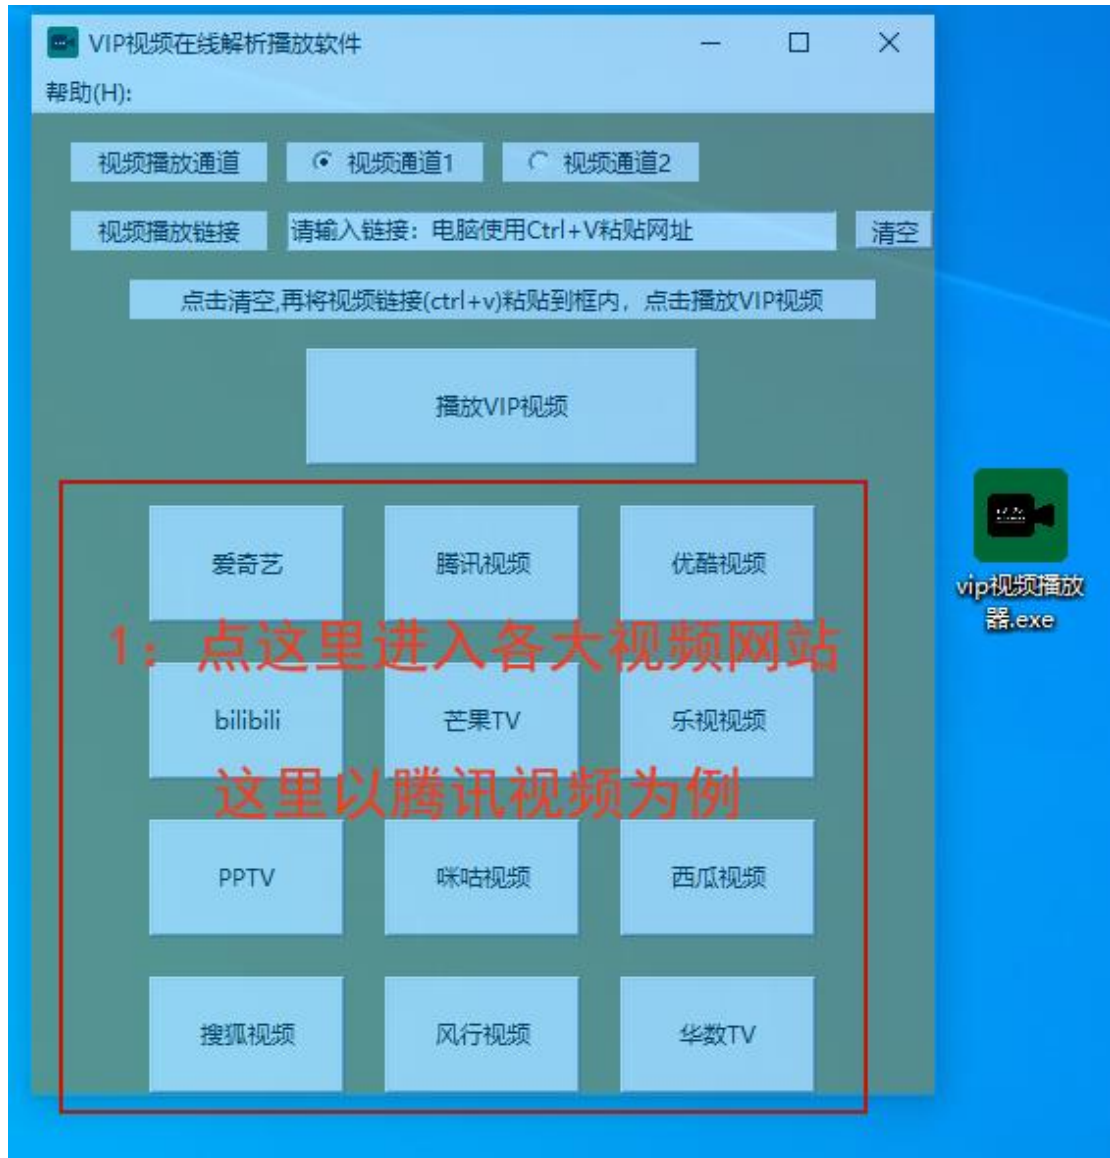 VIP视频在线解析播放软件
帮助(H):
视频播放通道 视频通道1 视频通道2
视频播放链接 请输入链接：电脑使用Ctrl+V粘贴网址 清空
点击清空,再将视频链接(ctrl+v)粘贴到框内，点击播放VIP视频
播放VIP视频
爱奇艺 腾讯视频 优酷视频
vip视频播放
器.exe
1：点这里进入各大视频网站
bilibili 芒果TV 乐视视频
这里以腾讯视频为例
PPTV 咪咕视频 西瓜视频
搜狐视频 风行视频 华数TV